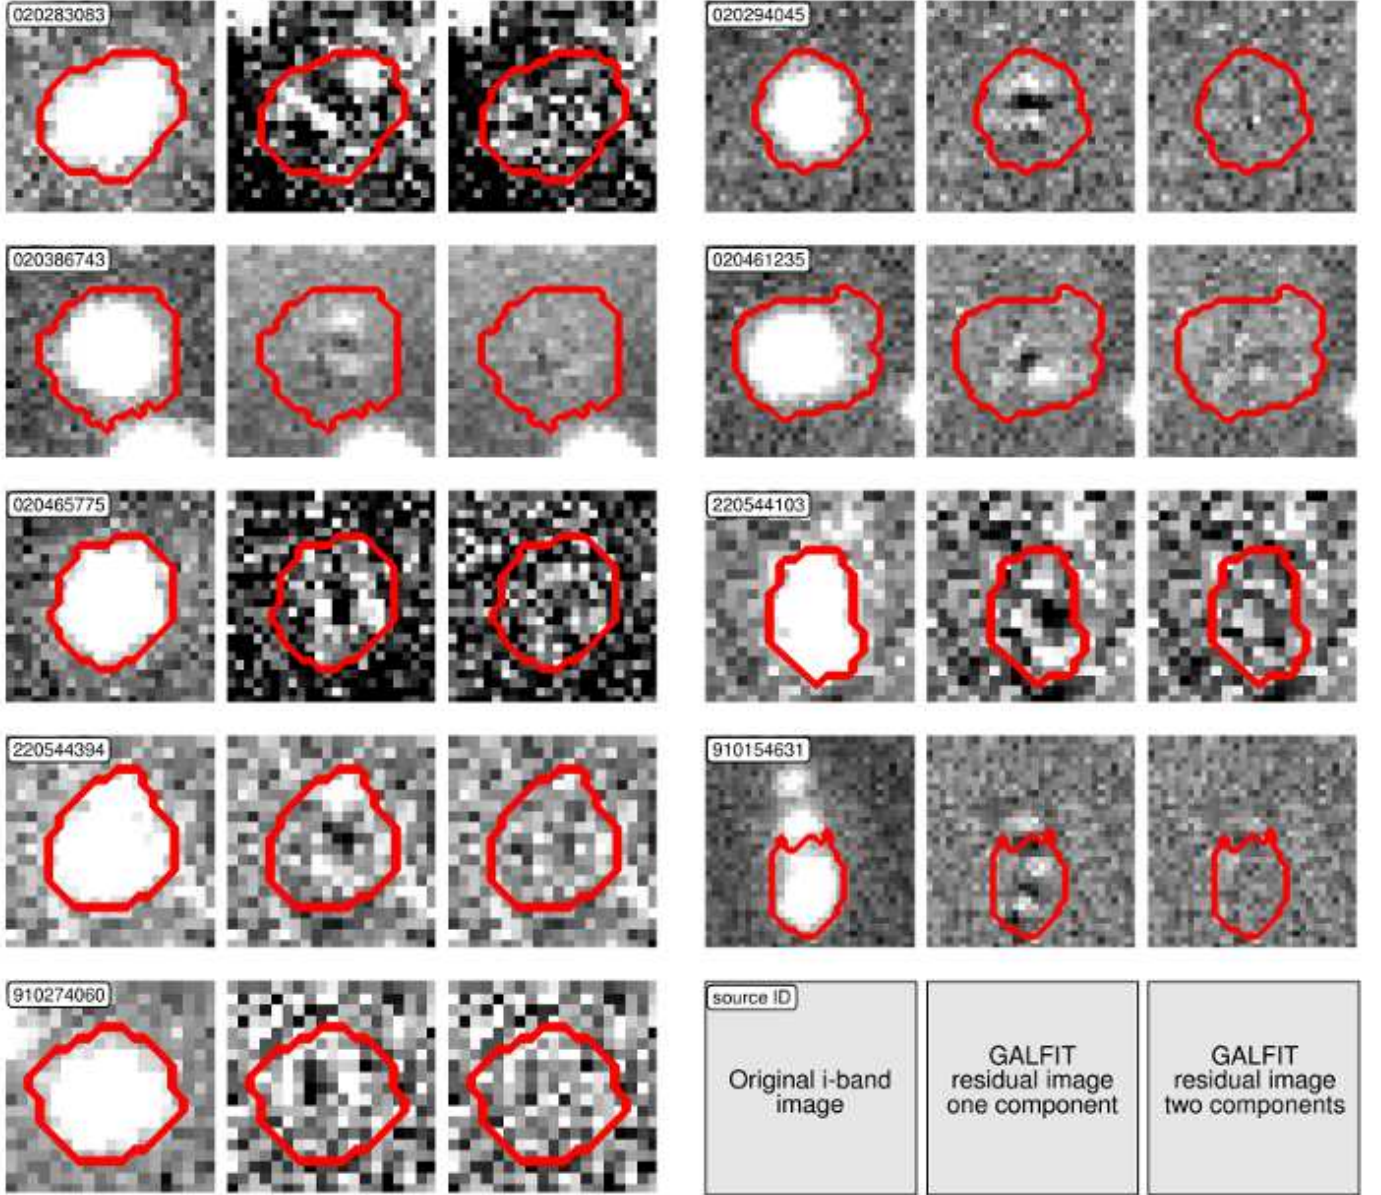 020283083
020294045
020386743
020461235
020465775
220544103
220544394
910154631
910274060
source ID
Original i-band
image
GALFIT
residual image
one component
GALFIT
residual image
two components